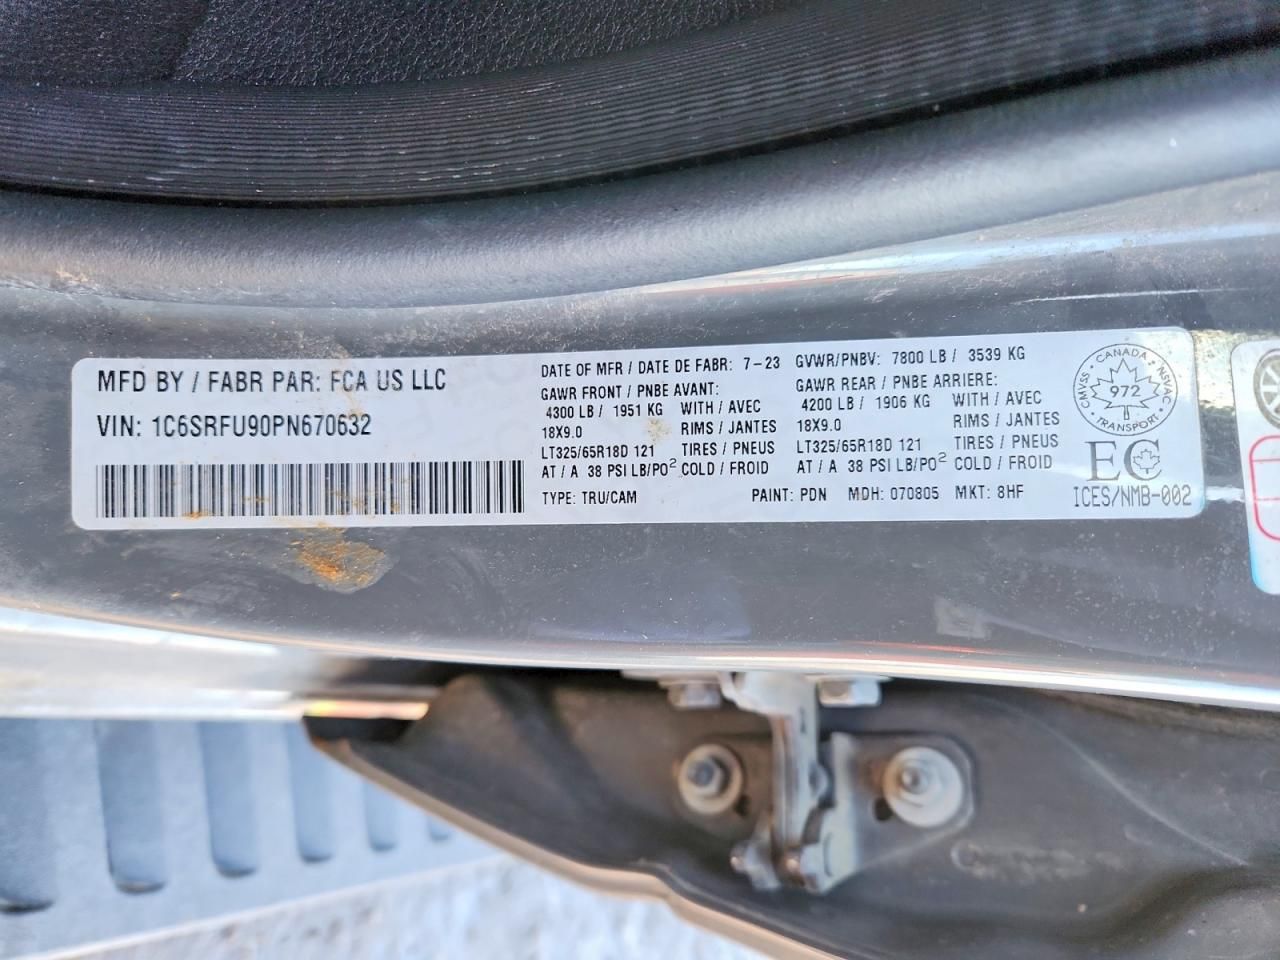 MFD BY / FABR PAR: FCA US LLC
VIN: 1C6SRFU90PN670632
DATE OF MFR / DATE DE FABR: 7-23
GAWR FRONT / PNBE AVANT:
4300 LB / 1951 KG WITH / AVEC
18X9.0 RIMS / JANTES
LT325/65R18D 121 TIRES / PNEUS
AT / A 38 PSI LB/PO² COLD / FROID
GVWR/PNBV: 7800 LB / 3539 KG
GAWR REAR / PNBE ARRIERE:
4200 LB / 1906 KG WITH / AVEC
18X9.0 RIMS / JANTES
LT325/65R18D 121 TIRES / PNEUS
AT / A 38 PSI LB/PO² COLD / FROID
TYPE: TRU/CAM PAINT: PDN MDH: 070805 MKT: 8HF
CANADA
CMVSS NSVAC
972
TRANSPORT
EC
ICES/NMB-002